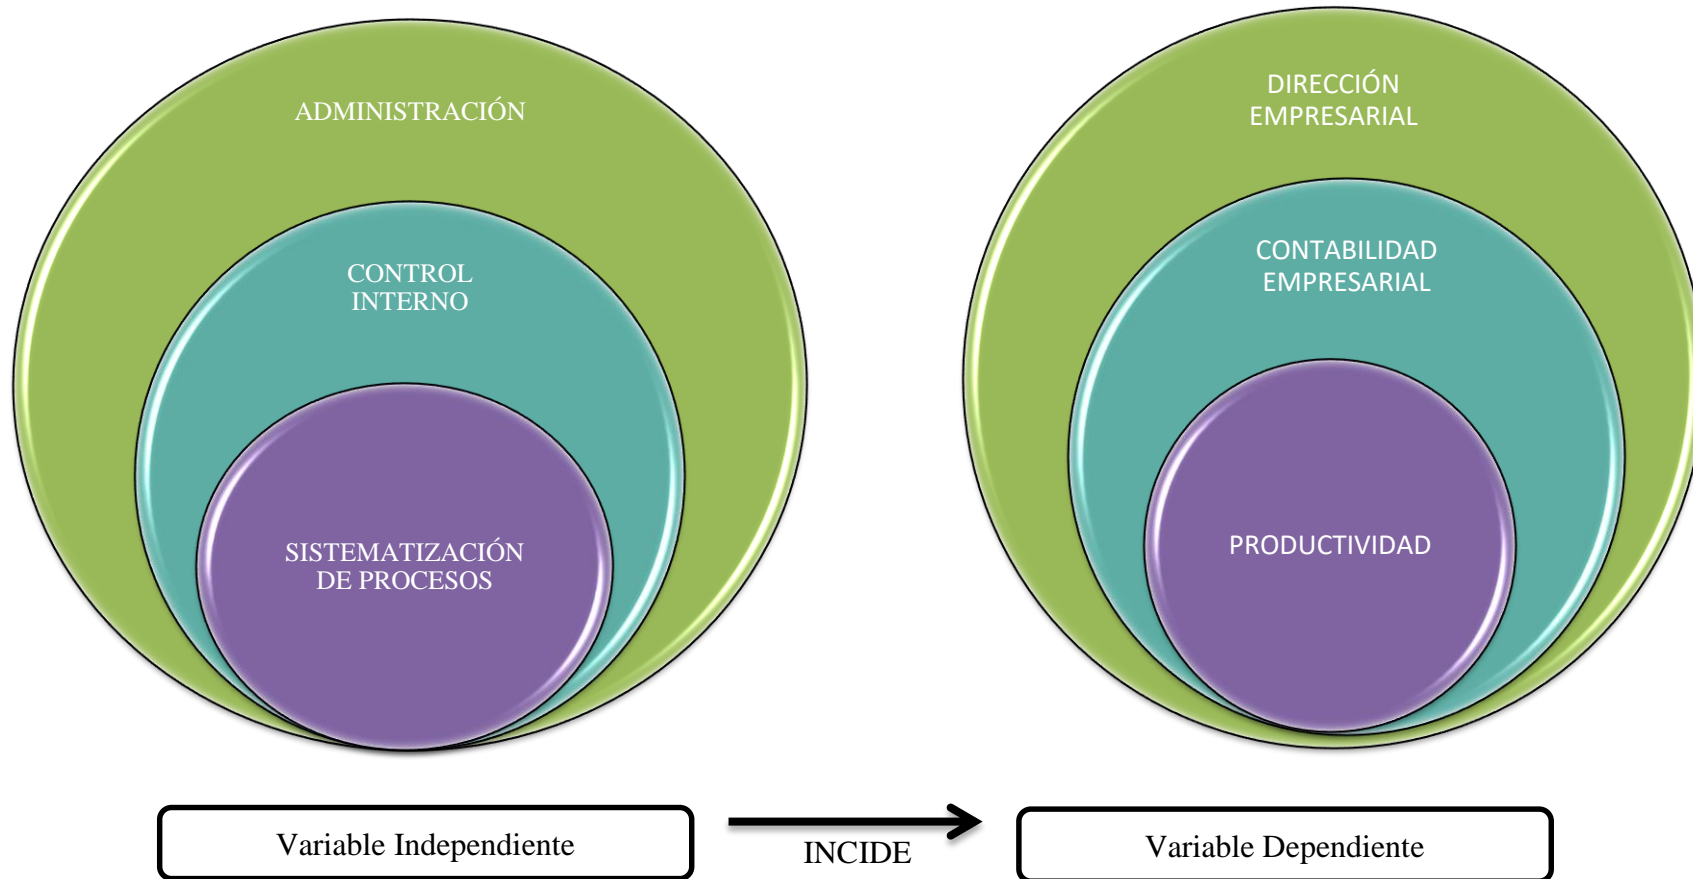 ADMINISTRACIÓN
CONTROL
INTERNO
SISTEMATIZACIÓN
DE PROCESOS
DIRECCIÓN
EMPRESARIAL
CONTABILIDAD
EMPRESARIAL
PRODUCTIVIDAD
Variable Independiente
INCIDE
Variable Dependiente